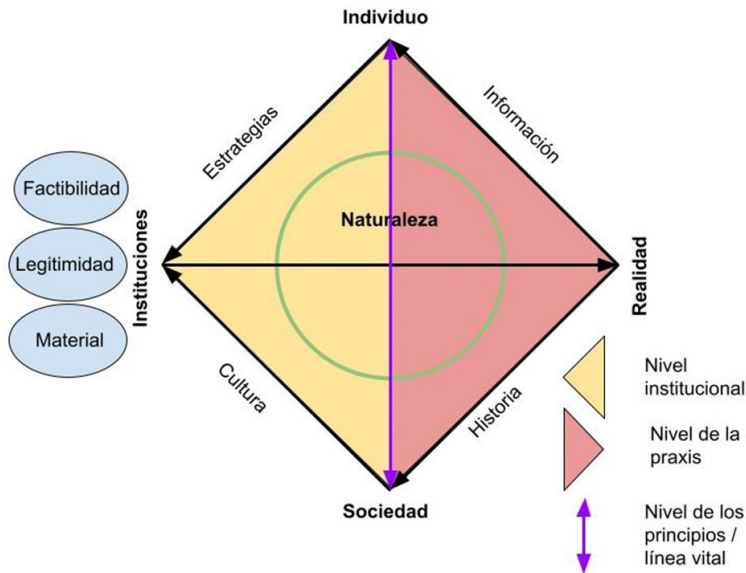 Individuo
Estrategias
Información
Factibilidad
Legitimidad
Material
Instituciones
Naturaleza
Realidad
Cultura
Historia
Sociedad
Nivel
institucional
Nivel de la
praxis
Nivel de los
principios /
línea vital